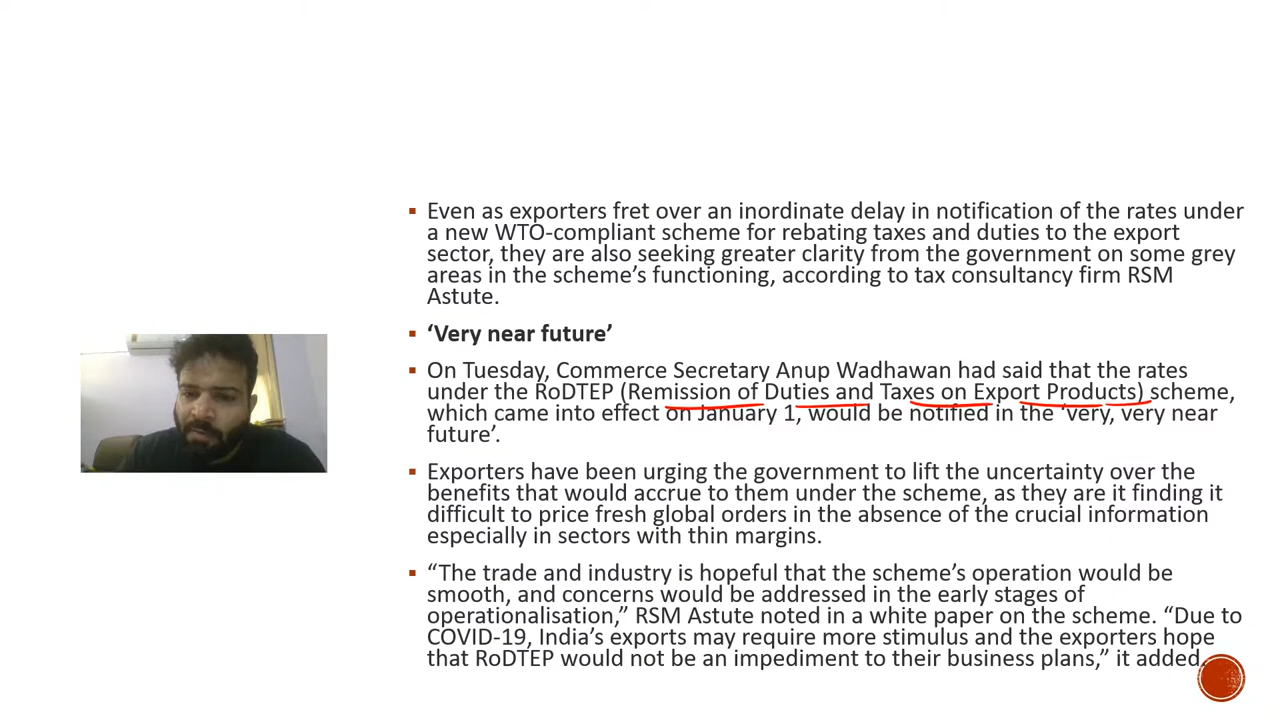 Even as exporters fret over an inordinate delay in notification of the rates under
a new WTO-compliant scheme for rebating taxes and duties to the export
sector, they are also seeking greater clarity from the government on some grey
areas in the scheme’s functioning, according to tax consultancy firm RSM
Astute.
‘Very near future’
On Tuesday, Commerce Secretary Anup Wadhawan had said that the rates
under the RoDTEP (Remission of Duties and Taxes on Export Products) scheme,
which came into effect on January 1, would be notified in the ‘very, very near
future’.
Exporters have been urging the government to lift the uncertainty over the
benefits that would accrue to them under the scheme, as they are it finding it
difficult to price fresh global orders in the absence of the crucial information
especially in sectors with thin margins.
“The trade and industry is hopeful that the scheme’s operation would be
smooth, and concerns would be addressed in the early stages of
operationalisation,” RSM Astute noted in a white paper on the scheme. “Due to
COVID-19, India’s exports may require more stimulus and the exporters hope
that RoDTEP would not be an impediment to their business plans,” it added.